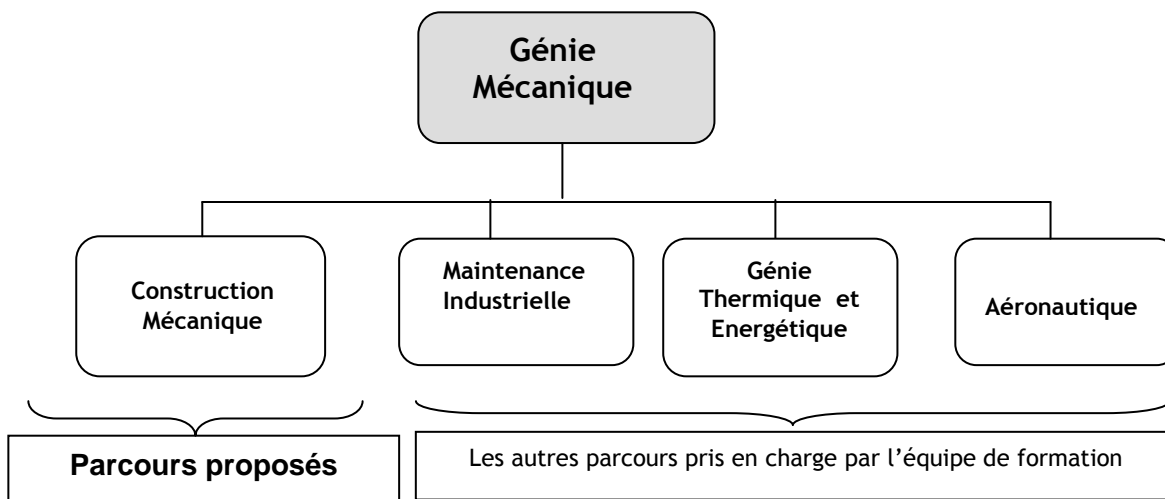 Génie
Mécanique
Construction
Mécanique
Maintenance
Industrielle
Génie
Thermique et
Energétique
Aéronautique
Parcours proposés
Les autres parcours pris en charge par l'équipe de formation